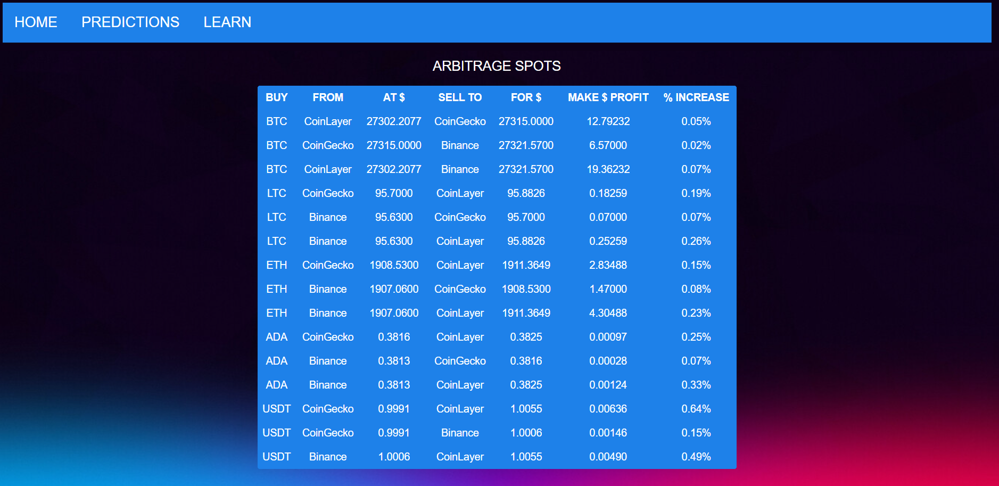 HOME PREDICTIONS LEARN
ARBITRAGE SPOTS
BUY FROM AT $ SELL TO FOR $ MAKE $ PROFIT % INCREASE
BTC CoinLayer 27302.2077 CoinGecko 27315.0000 12.79232 0.05%
BTC CoinGecko 27315.0000 Binance 27321.5700 6.57000 0.02%
BTC CoinLayer 27302.2077 Binance 27321.5700 19.36232 0.07%
LTC CoinGecko 95.7000 CoinLayer 95.8826 0.18259 0.19%
LTC Binance 95.6300 CoinGecko 95.7000 0.07000 0.07%
LTC Binance 95.6300 CoinLayer 95.8826 0.25259 0.26%
ETH CoinGecko 1908.5300 CoinLayer 1911.3649 2.83488 0.15%
ETH Binance 1907.0600 CoinGecko 1908.5300 1.47000 0.08%
ETH Binance 1907.0600 CoinLayer 1911.3649 4.30488 0.23%
ADA CoinGecko 0.3816 CoinLayer 0.3825 0.00097 0.25%
ADA Binance 0.3813 CoinGecko 0.3816 0.00028 0.07%
ADA Binance 0.3813 CoinLayer 0.3825 0.00124 0.33%
USDT CoinGecko 0.9991 CoinLayer 1.0055 0.00636 0.64%
USDT CoinGecko 0.9991 Binance 1.0006 0.00146 0.15%
USDT Binance 1.0006 CoinLayer 1.0055 0.00490 0.49%